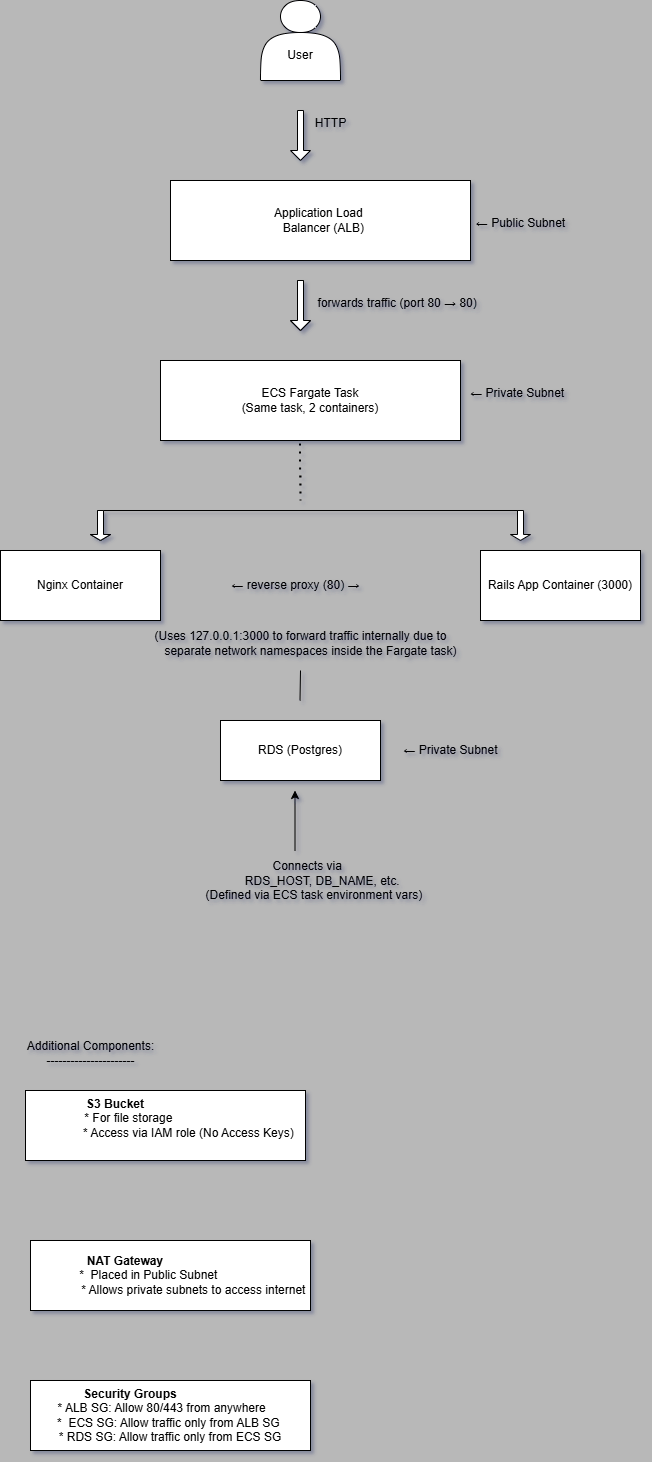 User
HTTP
Application Load
Balancer (ALB)
← Public Subnet
forwards traffic (port 80 → 80)
ECS Fargate Task
(Same task, 2 containers)
← Private Subnet
Nginx Container
← reverse proxy (80) →
Rails App Container (3000)
(Uses 127.0.0.1:3000 to forward traffic internally due to
separate network namespaces inside the Fargate task)
RDS (Postgres)
← Private Subnet
Connects via
RDS_HOST, DB_NAME, etc.
(Defined via ECS task environment vars)
Additional Components:
----------------------
S3 Bucket
* For file storage
* Access via IAM role (No Access Keys)
NAT Gateway
* Placed in Public Subnet
* Allows private subnets to access internet
Security Groups
* ALB SG: Allow 80/443 from anywhere
* ECS SG: Allow traffic only from ALB SG
* RDS SG: Allow traffic only from ECS SG